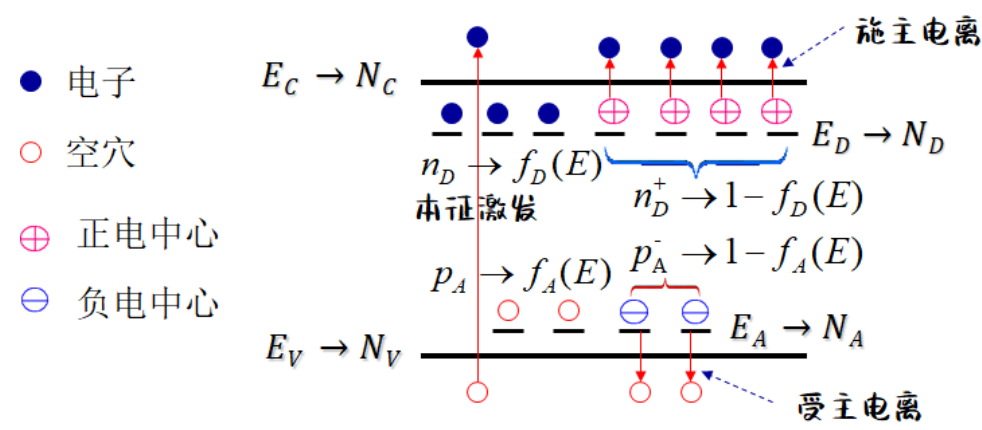 施主电离
电子
E_C → N_C
空穴
E_D → N_D
n_D → f_D(E)
n_D^+ → 1 − f_D(E)
本征激发
正电中心
p_A^- → 1 − f_A(E)
p_A → f_A(E)
负电中心
E_A → N_A
E_V → N_V
受主电离